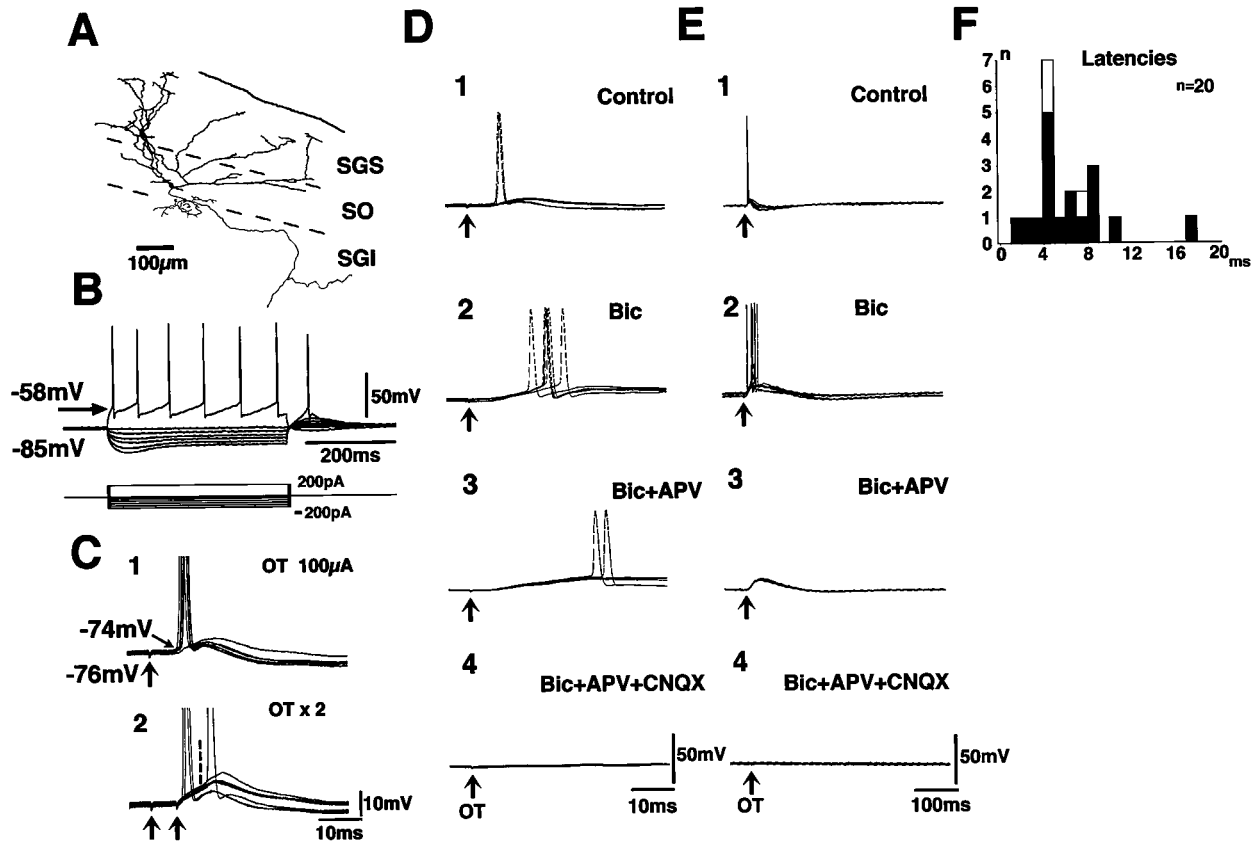 A
SGS
SO
SGI
100μm
B
-58mV
-85mV
50mV
200ms
200pA
-200pA
C
1
OT 100μA
-74mV
-76mV
2
OT x 2
10mV
10ms
D
1
Control
2
Bic
3
Bic+APV
4
Bic+APV+CNQX
50mV
OT
10ms
E
1
Control
2
Bic
3
Bic+APV
4
Bic+APV+CNQX
50mV
OT
100ms
F
n
Latencies
n=20
7
6
5
4
3
2
1
0
0 4 8 12 16 20 ms